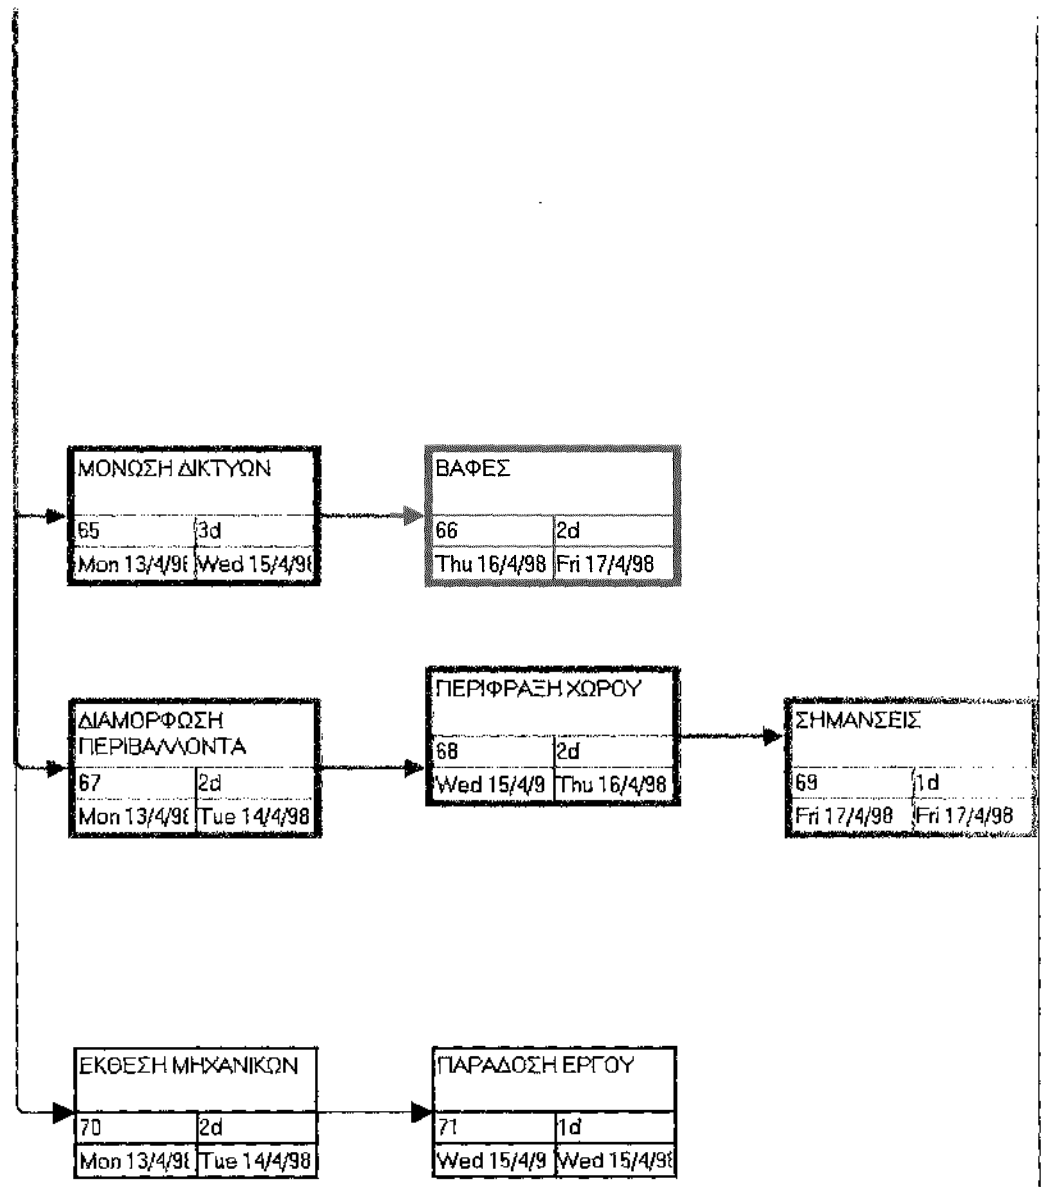 ΜΟΝΩΣΗ ΔΙΚΤΥΩΝ
65 3d
Mon 13/4/98 Wed 15/4/98
ΒΑΦΕΣ
66 2d
Thu 16/4/98 Fri 17/4/98
ΔΙΑΜΟΡΦΩΣΗ
ΠΕΡΙΒΑΛΛΟΝΤΑ
67 2d
Mon 13/4/98 Tue 14/4/98
ΠΕΡΙΦΡΑΞΗ ΧΩΡΟΥ
68 2d
Wed 15/4/9 Thu 16/4/98
ΣΗΜΑΝΣΕΙΣ
69 1d
Fri 17/4/98 Fri 17/4/98
ΕΚΘΕΣΗ ΜΗΧΑΝΙΚΩΝ
70 2d
Mon 13/4/98 Tue 14/4/98
ΠΑΡΑΔΟΣΗ ΕΡΓΟΥ
71 1d
Wed 15/4/9 Wed 15/4/98